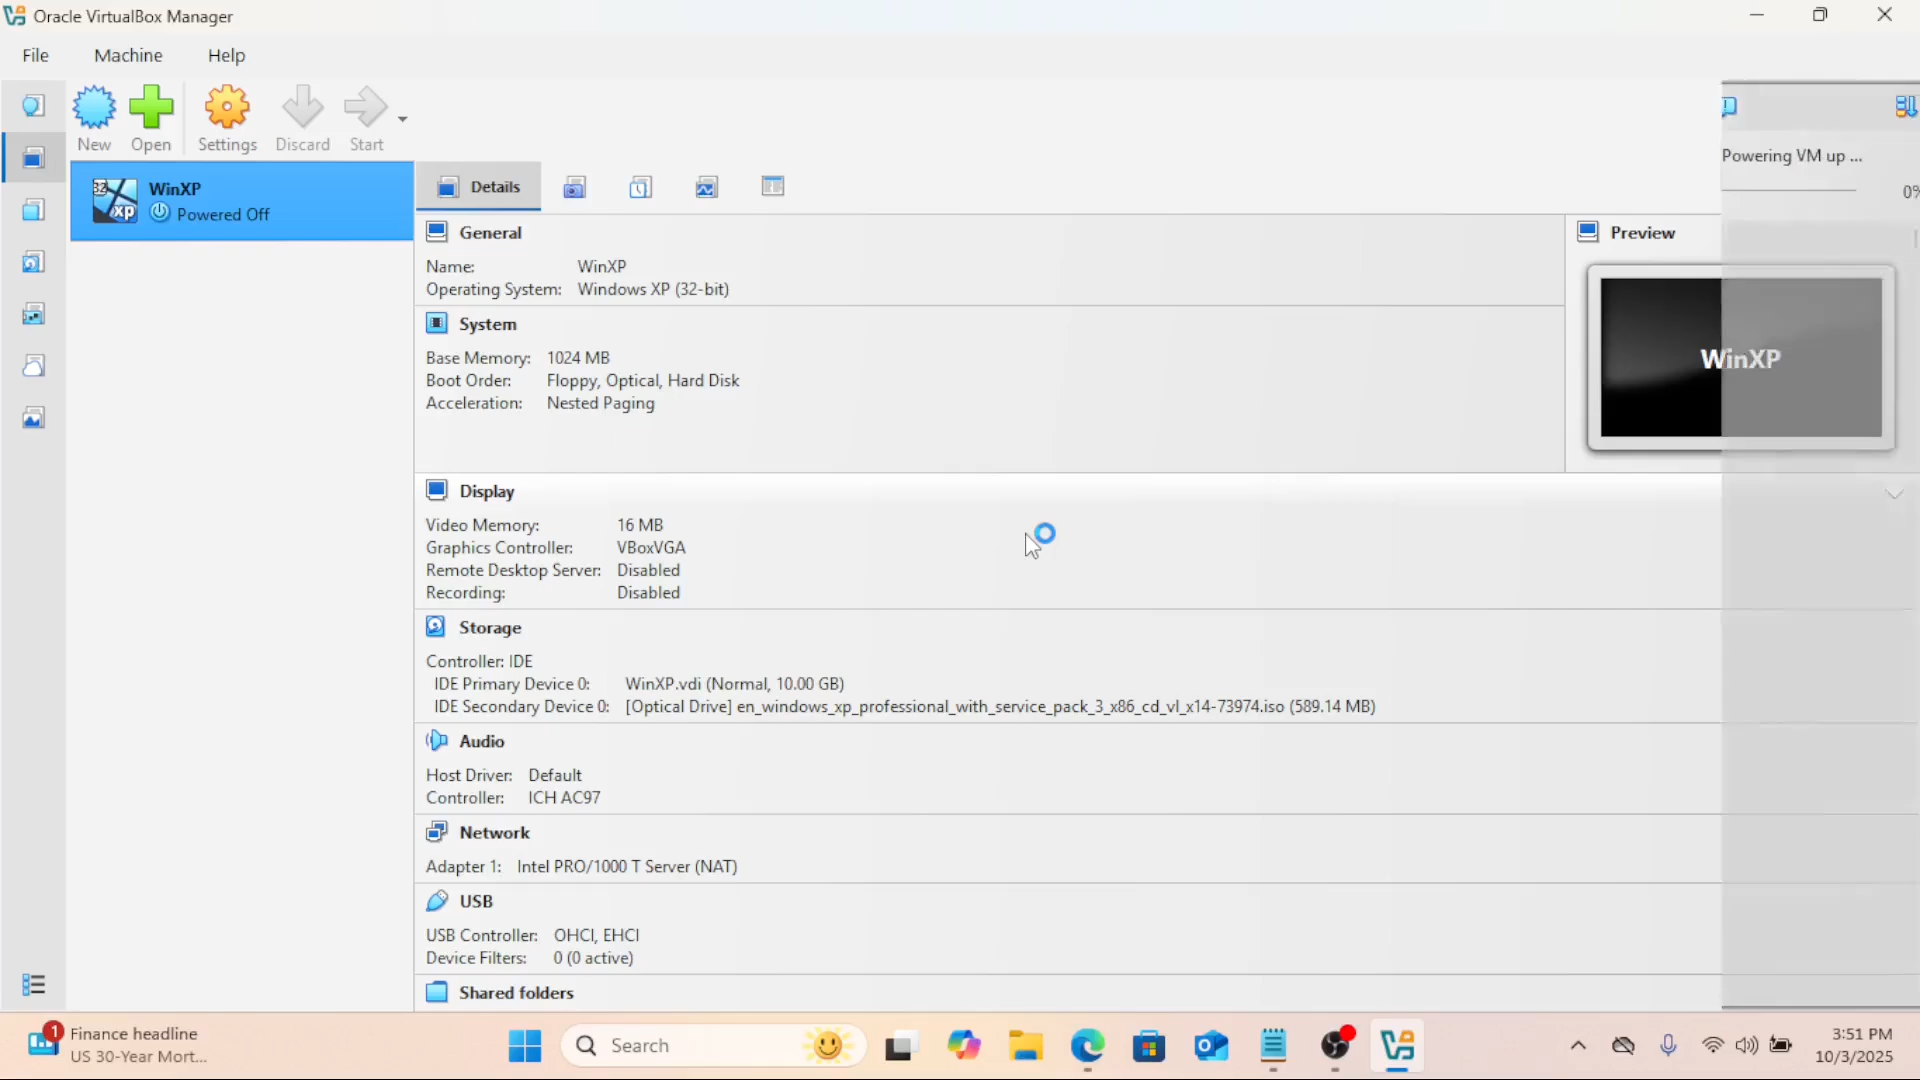 Oracle VirtualBox Manager
File Machine Help
New Open Settings Discard Start
WinXP
Powered Off
32
xp
Details
Powering VM up ...
0%
General
Name: WinXP
Operating System: Windows XP (32-bit)
Preview
WinXP
System
Base Memory: 1024 MB
Boot Order: Floppy, Optical, Hard Disk
Acceleration: Nested Paging
Display
Video Memory: 16 MB
Graphics Controller: VBoxVGA
Remote Desktop Server: Disabled
Recording: Disabled
Storage
Controller: IDE
IDE Primary Device 0: WinXP.vdi (Normal, 10.00 GB)
IDE Secondary Device 0: [Optical Drive] en_windows_xp_professional_with_service_pack_3_x86_cd_vl_x14-73974.iso (589.14 MB)
Audio
Host Driver: Default
Controller: ICH AC97
Network
Adapter 1: Intel PRO/1000 T Server (NAT)
USB
USB Controller: OHCI, EHCI
Device Filters: 0 (0 active)
Shared folders
1
Finance headline
US 30-Year Mort...
Search
3:51 PM
10/3/2025